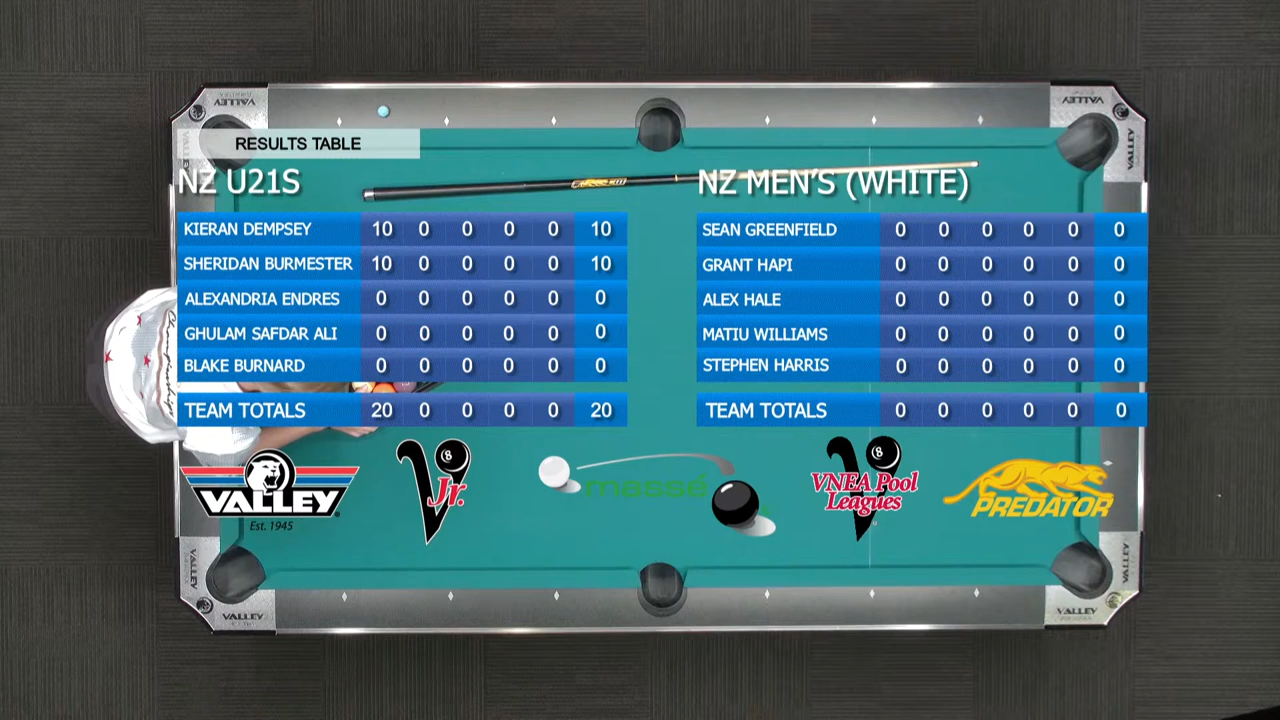 VALLEY
VALLEY
VALLEY
RESULTS TABLE
NZ U21S
KIERAN DEMPSEY 10 0 0 0 0 10
SHERIDAN BURMESTER 10 0 0 0 0 10
ALEXANDRIA ENDRES 0 0 0 0 0 0
GHULAM SAFDAR ALI 0 0 0 0 0 0
BLAKE BURNARD 0 0 0 0 0 0
TEAM TOTALS 20 0 0 0 0 20
NZ MEN'S (WHITE)
SEAN GREENFIELD 0 0 0 0 0 0
GRANT HAPI 0 0 0 0 0 0
ALEX HALE 0 0 0 0 0 0
MATIU WILLIAMS 0 0 0 0 0 0
STEPHEN HARRIS 0 0 0 0 0 0
TEAM TOTALS 0 0 0 0 0 0
VALLEY
Est. 1945
8
V Jr.
massé
8
V
VNEA Pool
Leagues
PREDATOR
VALLEY
VALLEY
VALLEY
VALLEY